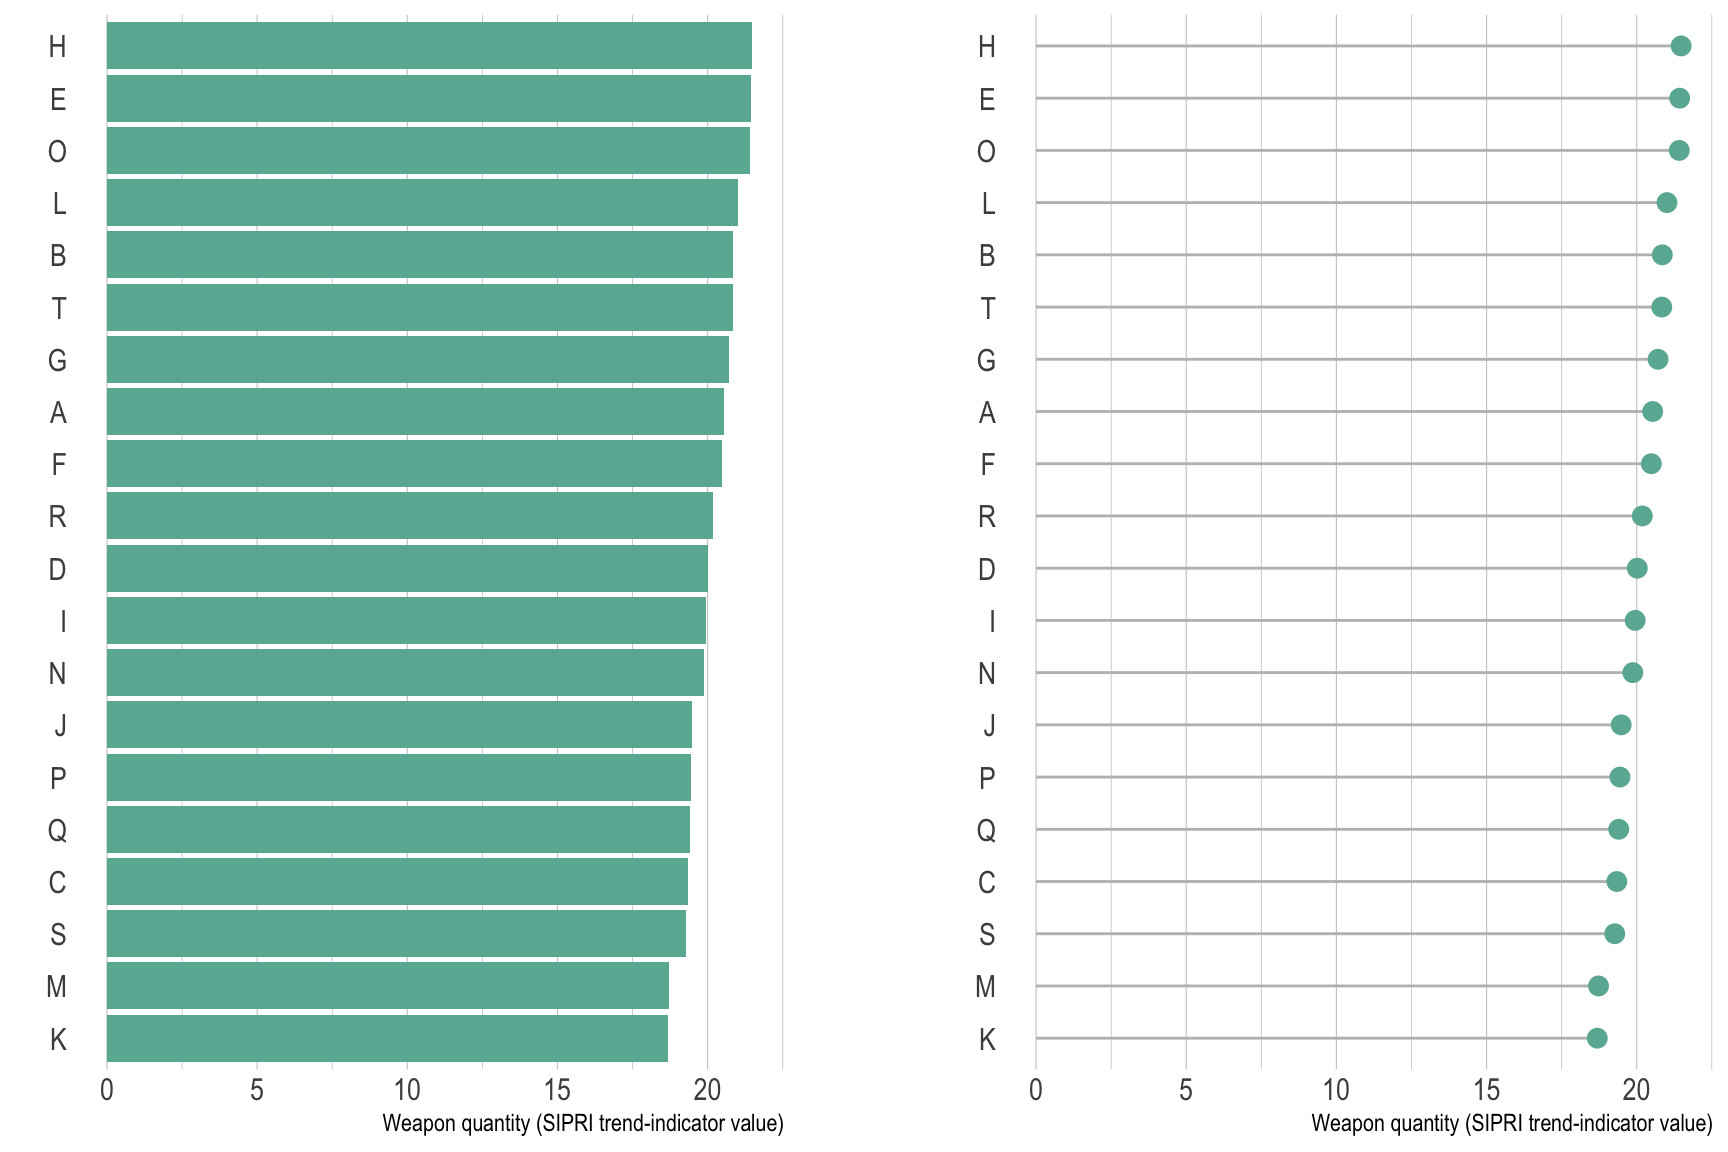 H
E
O
L
B
T
G
A
F
R
D
I
N
J
P
Q
C
S
M
K
0 5 10 15 20
Weapon quantity (SIPRI trend-indicator value)
H
E
O
L
B
T
G
A
F
R
D
I
N
J
P
Q
C
S
M
K
0 5 10 15 20
Weapon quantity (SIPRI trend-indicator value)